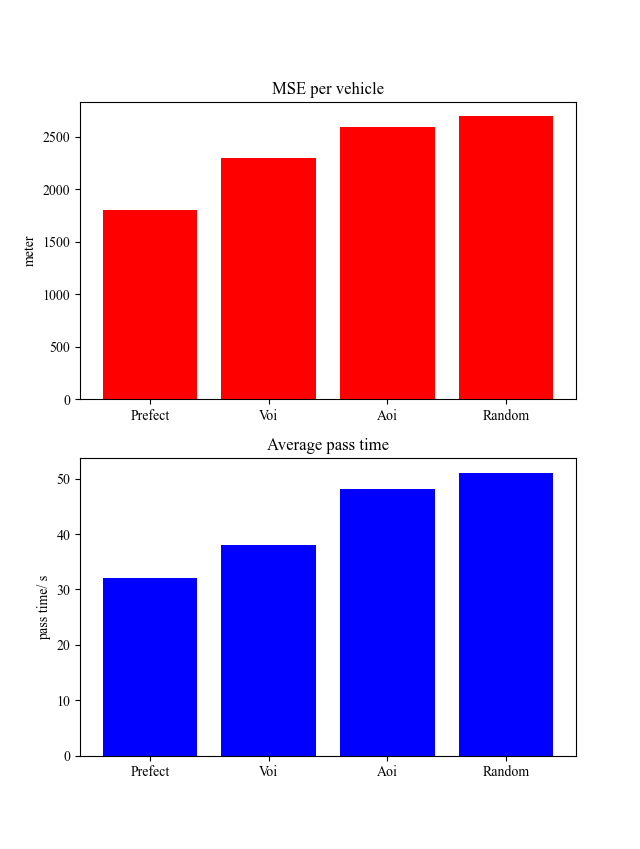 MSE per vehicle
2500
2000
1500
1000
500
0
meter
Prefect Voi Aoi Random
Average pass time
50
40
30
20
10
0
pass time/ s
Prefect Voi Aoi Random